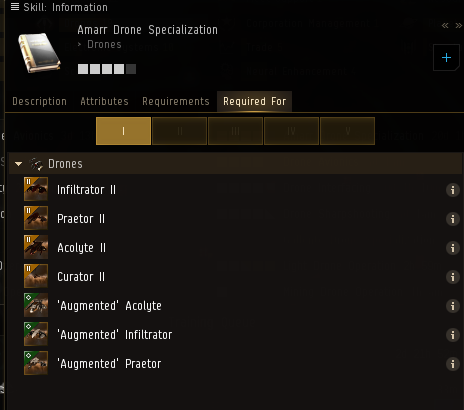 Skill: Information
Amarr Drone Specialization
Drones
Description Attributes Requirements Required For
I II III IV V
Drones
Infiltrator II
Praetor II
Acolyte II
Curator II
'Augmented' Acolyte
'Augmented' Infiltrator
'Augmented' Praetor